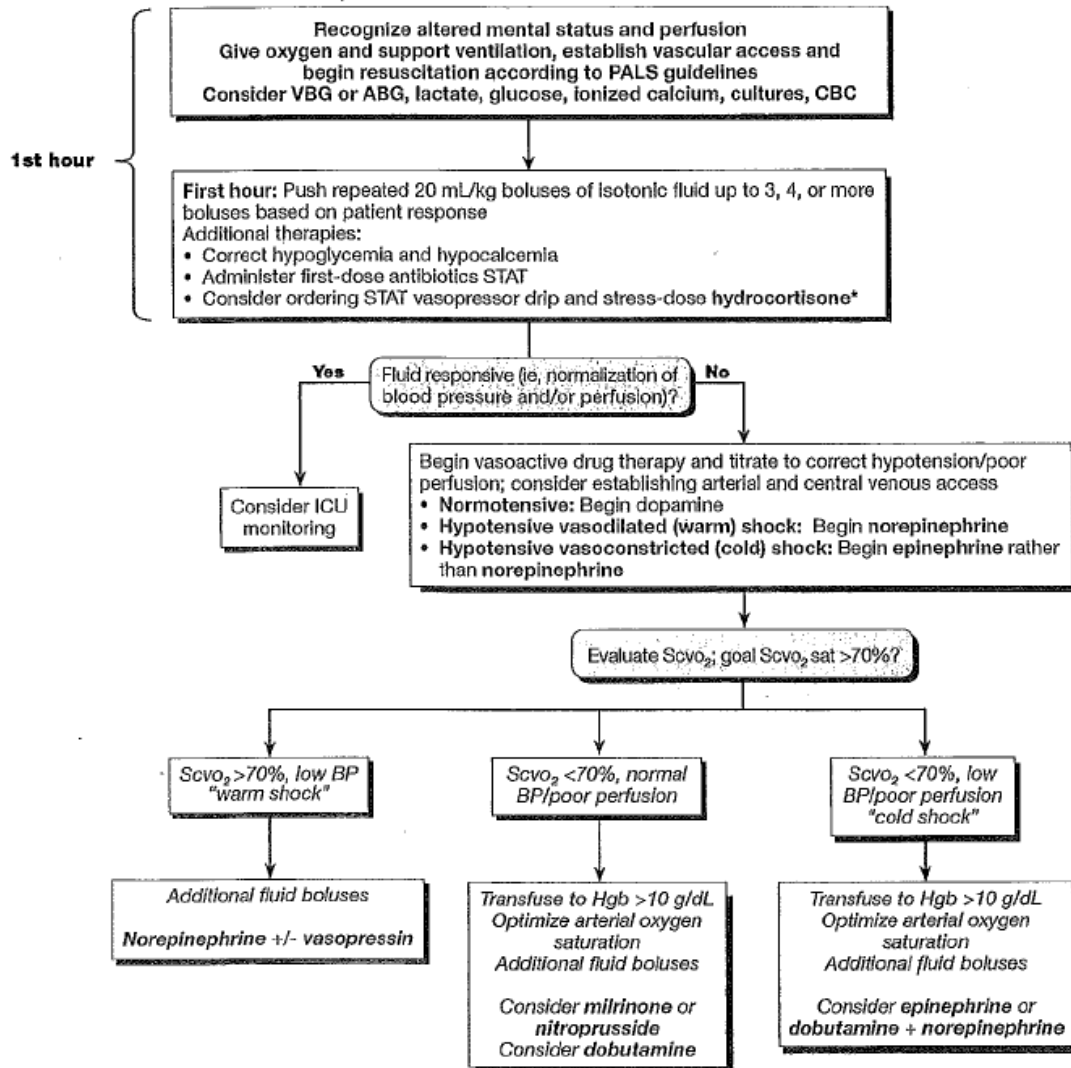 Recognize altered mental status and perfusion
Give oxygen and support ventilation, establish vascular access and
begin resuscitation according to PALS guidelines
Consider VBG or ABG, lactate, glucose, ionized calcium, cultures, CBC
1st hour
First hour: Push repeated 20 mL/kg boluses of isotonic fluid up to 3, 4, or more
boluses based on patient response
Additional therapies:
• Correct hypoglycemia and hypocalcemia
• Administer first-dose antibiotics STAT
• Consider ordering STAT vasopressor drip and stress-dose hydrocortisone*
Yes
Fluid responsive (ie, normalization of
blood pressure and/or perfusion)?
No
Consider ICU
monitoring
Begin vasoactive drug therapy and titrate to correct hypotension/poor
perfusion; consider establishing arterial and central venous access
• Normotensive: Begin dopamine
• Hypotensive vasodilated (warm) shock: Begin norepinephrine
• Hypotensive vasoconstricted (cold) shock: Begin epinephrine rather
than norepinephrine
Evaluate Scvo₂; goal Scvo₂ sat >70%?
Scvo₂ >70%, low BP
"warm shock"
Scvo₂ <70%, normal
BP/poor perfusion
Scvo₂ <70%, low
BP/poor perfusion
"cold shock"
Additional fluid boluses
Norepinephrine +/- vasopressin
Transfuse to Hgb >10 g/dL
Optimize arterial oxygen
saturation
Additional fluid boluses
Consider milrinone or
nitroprusside
Consider dobutamine
Transfuse to Hgb >10 g/dL
Optimize arterial oxygen
saturation
Additional fluid boluses
Consider epinephrine or
dobutamine + norepinephrine